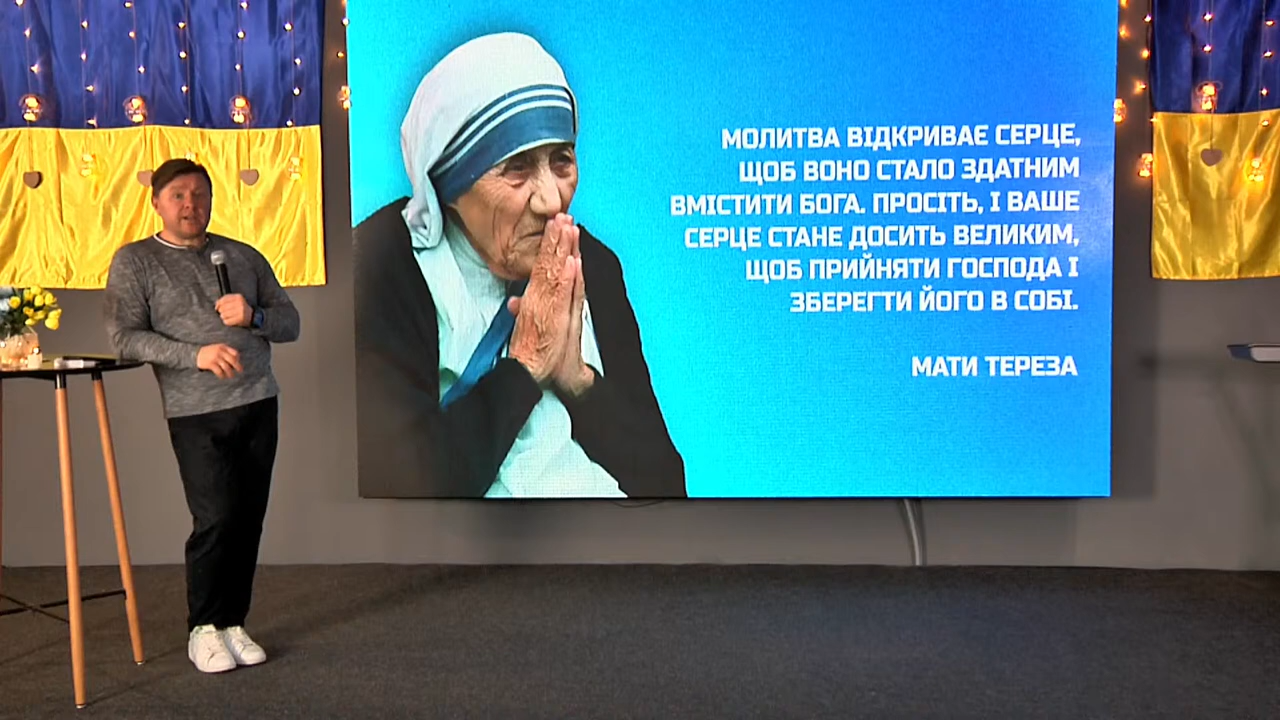 МОЛИТВА ВІДКРИВАЄ СЕРЦЕ,
ЩОБ ВОНО СТАЛО ЗДАТНИМ
ВМІСТИТИ БОГА. ПРОСІТЬ, І ВАШЕ
СЕРЦЕ СТАНЕ ДОСИТЬ ВЕЛИКИМ,
ЩОБ ПРИЙНЯТИ ГОСПОДА І
ЗБЕРЕГТИ ЙОГО В СОБІ.
МАТИ ТЕРЕЗА